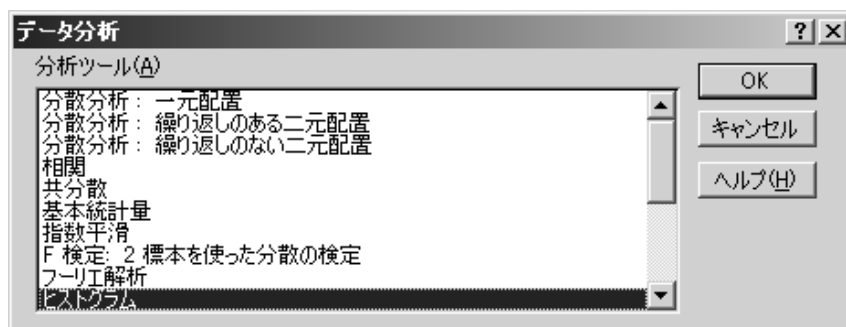 データ分析
分析ツール(A)
分散分析: 一元配置
分散分析: 繰り返しのある二元配置
分散分析: 繰り返しのない二元配置
相関
共分散
基本統計量
指数平滑
F 検定: 2 標本を使った分散の検定
フーリエ解析
ヒストグラム
OK
キャンセル
ヘルプ(H)